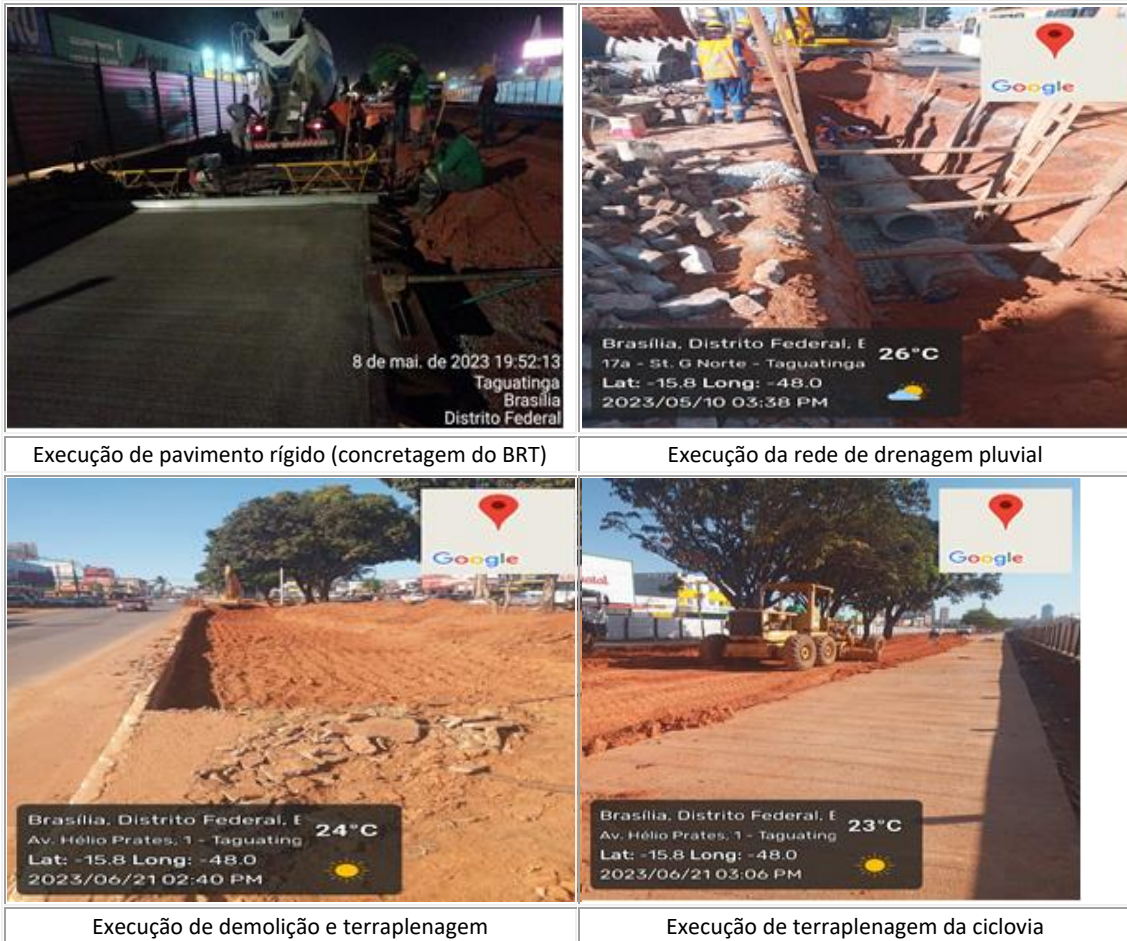 8 de mai. de 2023 19:52:13
Taguatinga
Brasília
Distrito Federal
Google
Brasília, Distrito Federal, E
17a - St. G Norte - Taguatinga
26°C
Lat: -15.8 Long: -48.0
2023/05/10 03:38 PM
Execução de pavimento rígido (concretagem do BRT)
Execução da rede de drenagem pluvial
Google
Brasília, Distrito Federal, E
Av. Hélio Prates, 1 - Taguating
24°C
Lat: -15.8 Long: -48.0
2023/06/21 02:40 PM
Google
Brasília, Distrito Federal, E
Av. Hélio Prates, 1 - Taguating
23°C
Lat: -15.8 Long: -48.0
2023/06/21 03:06 PM
Execução de demolição e terraplenagem
Execução de terraplenagem da ciclovia